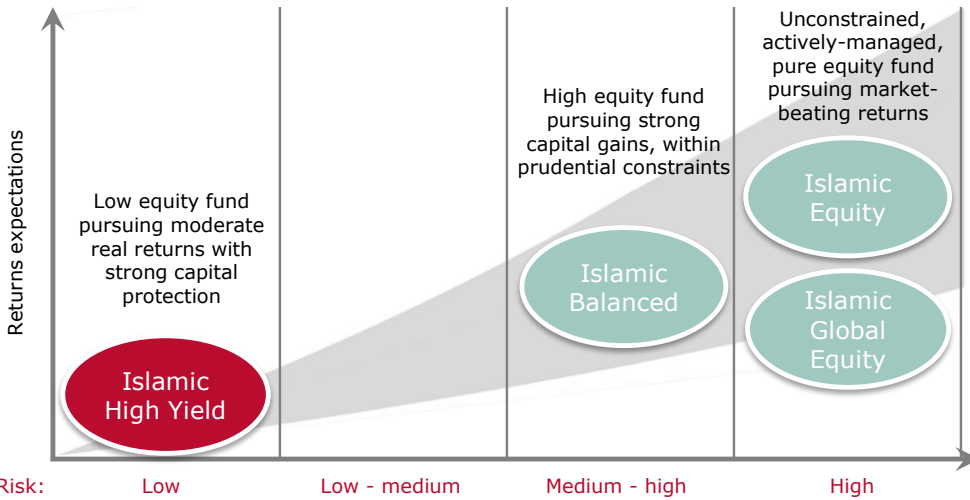 Returns expectations
Low equity fund
pursuing moderate
real returns with
strong capital
protection
Islamic
High Yield
High equity fund
pursuing strong
capital gains, within
prudential constraints
Islamic
Balanced
Unconstrained,
actively-managed,
pure equity fund
pursuing market-
beating returns
Islamic
Equity
Islamic
Global
Equity
Risk: Low Low - medium Medium - high High